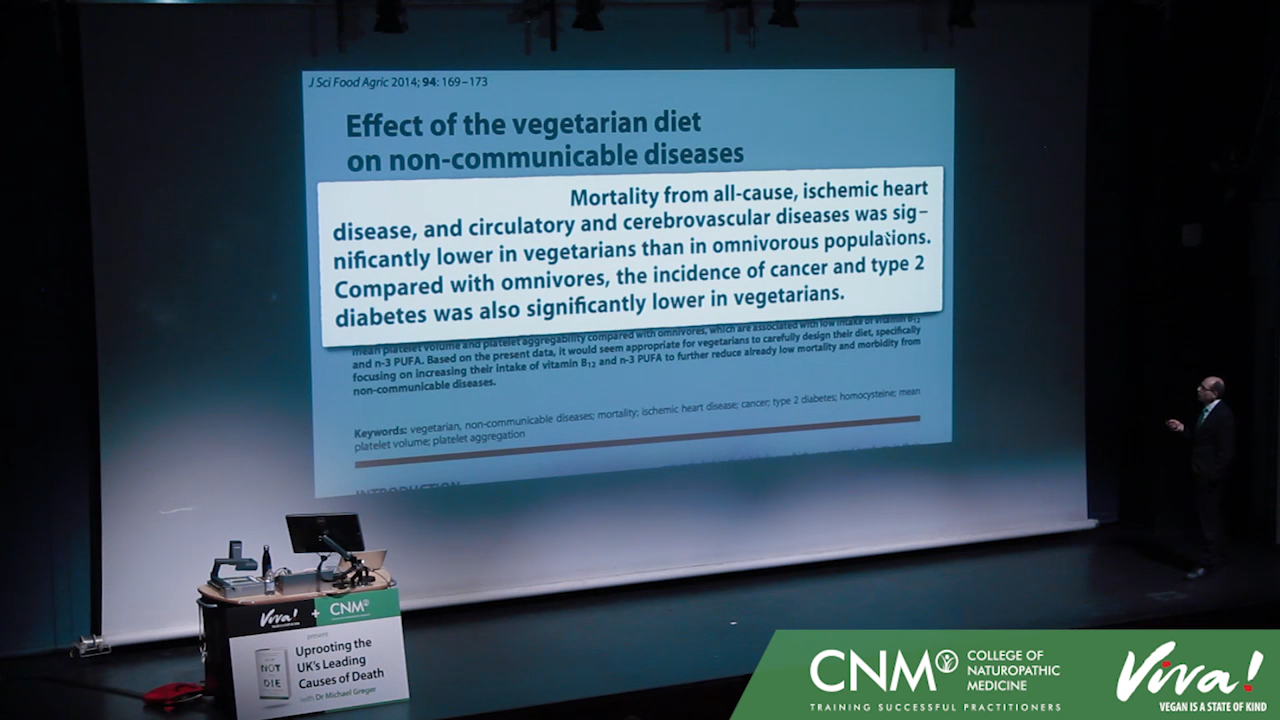 J Sci Food Agric 2014; 94: 169–173
Effect of the vegetarian diet
on non-communicable diseases
Mortality from all-cause, ischemic heart
disease, and circulatory and cerebrovascular diseases was sig-
nificantly lower in vegetarians than in omnivorous populations.
Compared with omnivores, the incidence of cancer and type 2
diabetes was also significantly lower in vegetarians.
mean platelet volume and platelet aggregability compared with omnivores, which are associated with low intake of vitamin B12
and n-3 PUFA. Based on the present data, it would seem appropriate for vegetarians to carefully design their diet, specifically
focusing on increasing their intake of vitamin B12 and n-3 PUFA to further reduce already low mortality and morbidity from
non-communicable diseases.
Keywords: vegetarian, non-communicable diseases; mortality; ischemic heart disease; cancer; type 2 diabetes; homocysteine; mean
platelet volume; platelet aggregation
INTRODUCTION
Viva! + CNM
present
Uprooting the
UK's Leading
Causes of Death
with Dr Michael Greger
NOT
DIE
CNM COLLEGE OF
NATUROPATHIC
MEDICINE
TRAINING SUCCESSFUL PRACTITIONERS
Viva!
VEGAN IS A STATE OF KIND